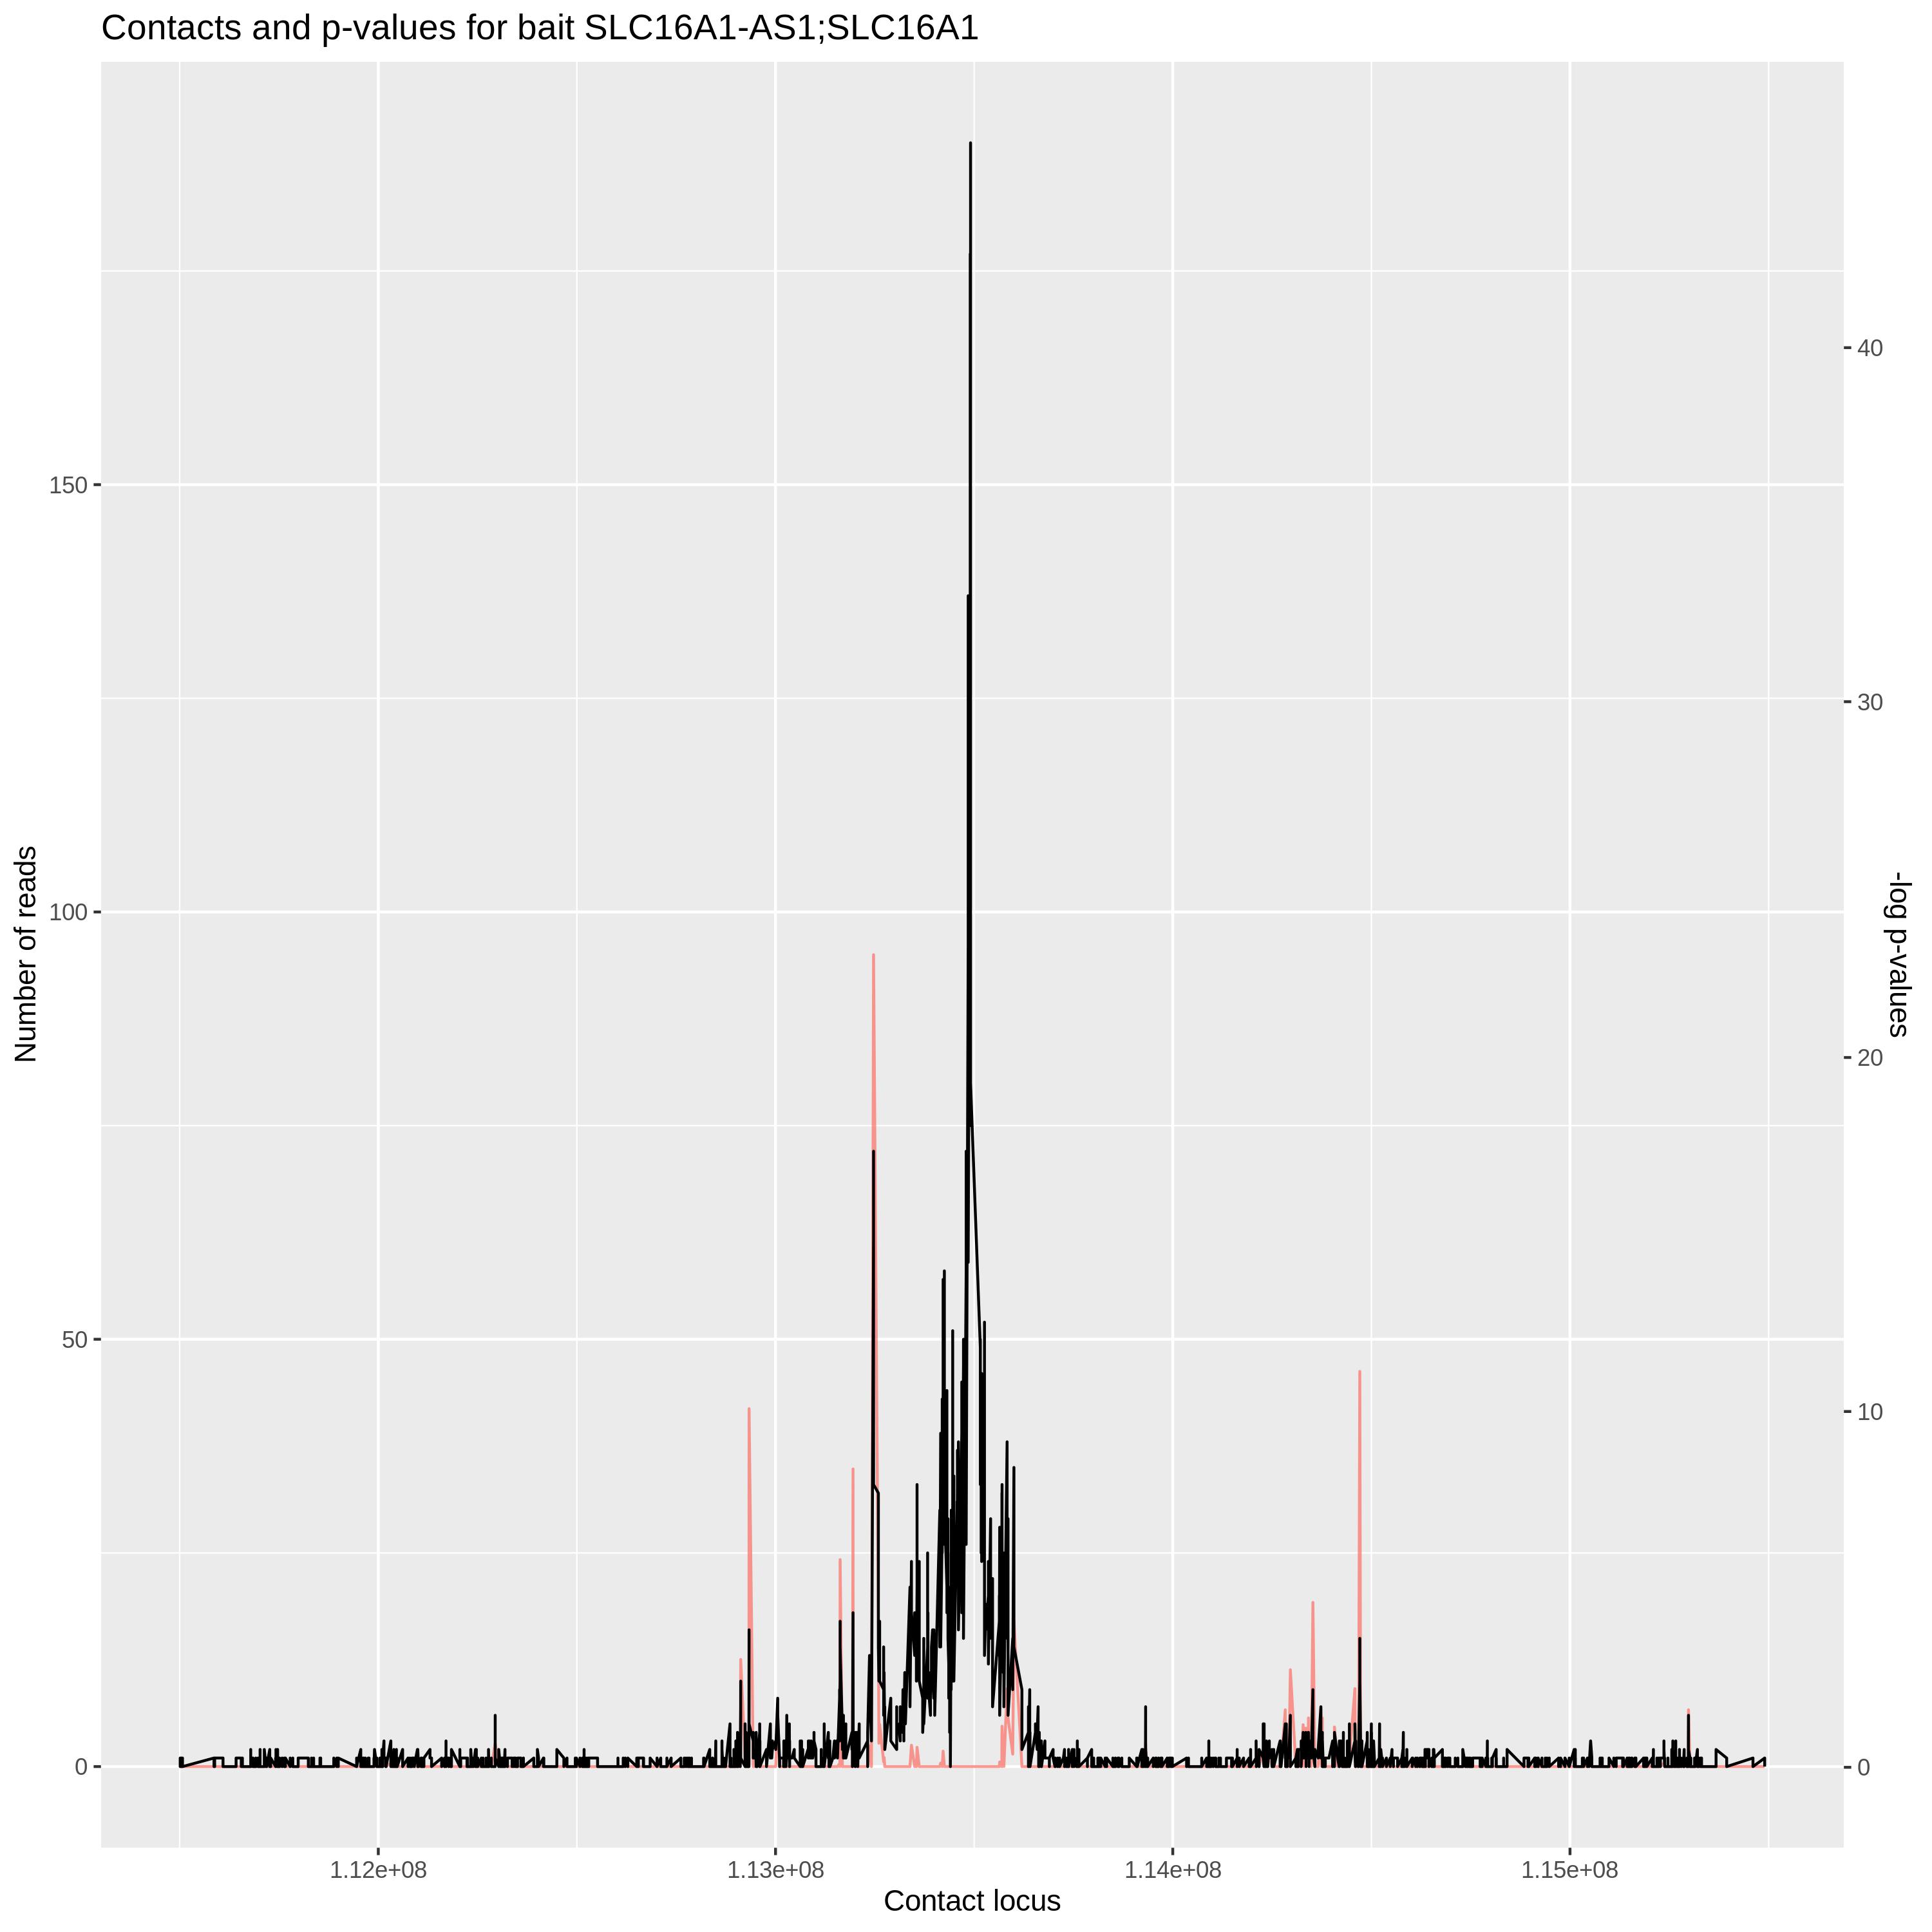 Contacts and p-values for bait SLC16A1-AS1;SLC16A1
Number of reads
150
100
50
0
40
30
20
10
0
-log p-values
1.12e+08
1.13e+08
1.14e+08
1.15e+08
Contact locus